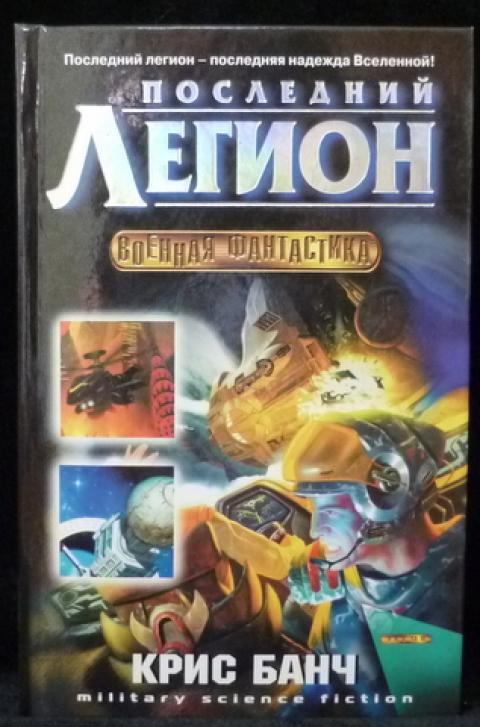 Последний легион – последняя надежда Вселенной!
ПОСЛЕДНИЙ
ЛЕГИОН
ВОЕННАЯ ФАНТАСТИКА
КРИС БАНЧ
military science fiction